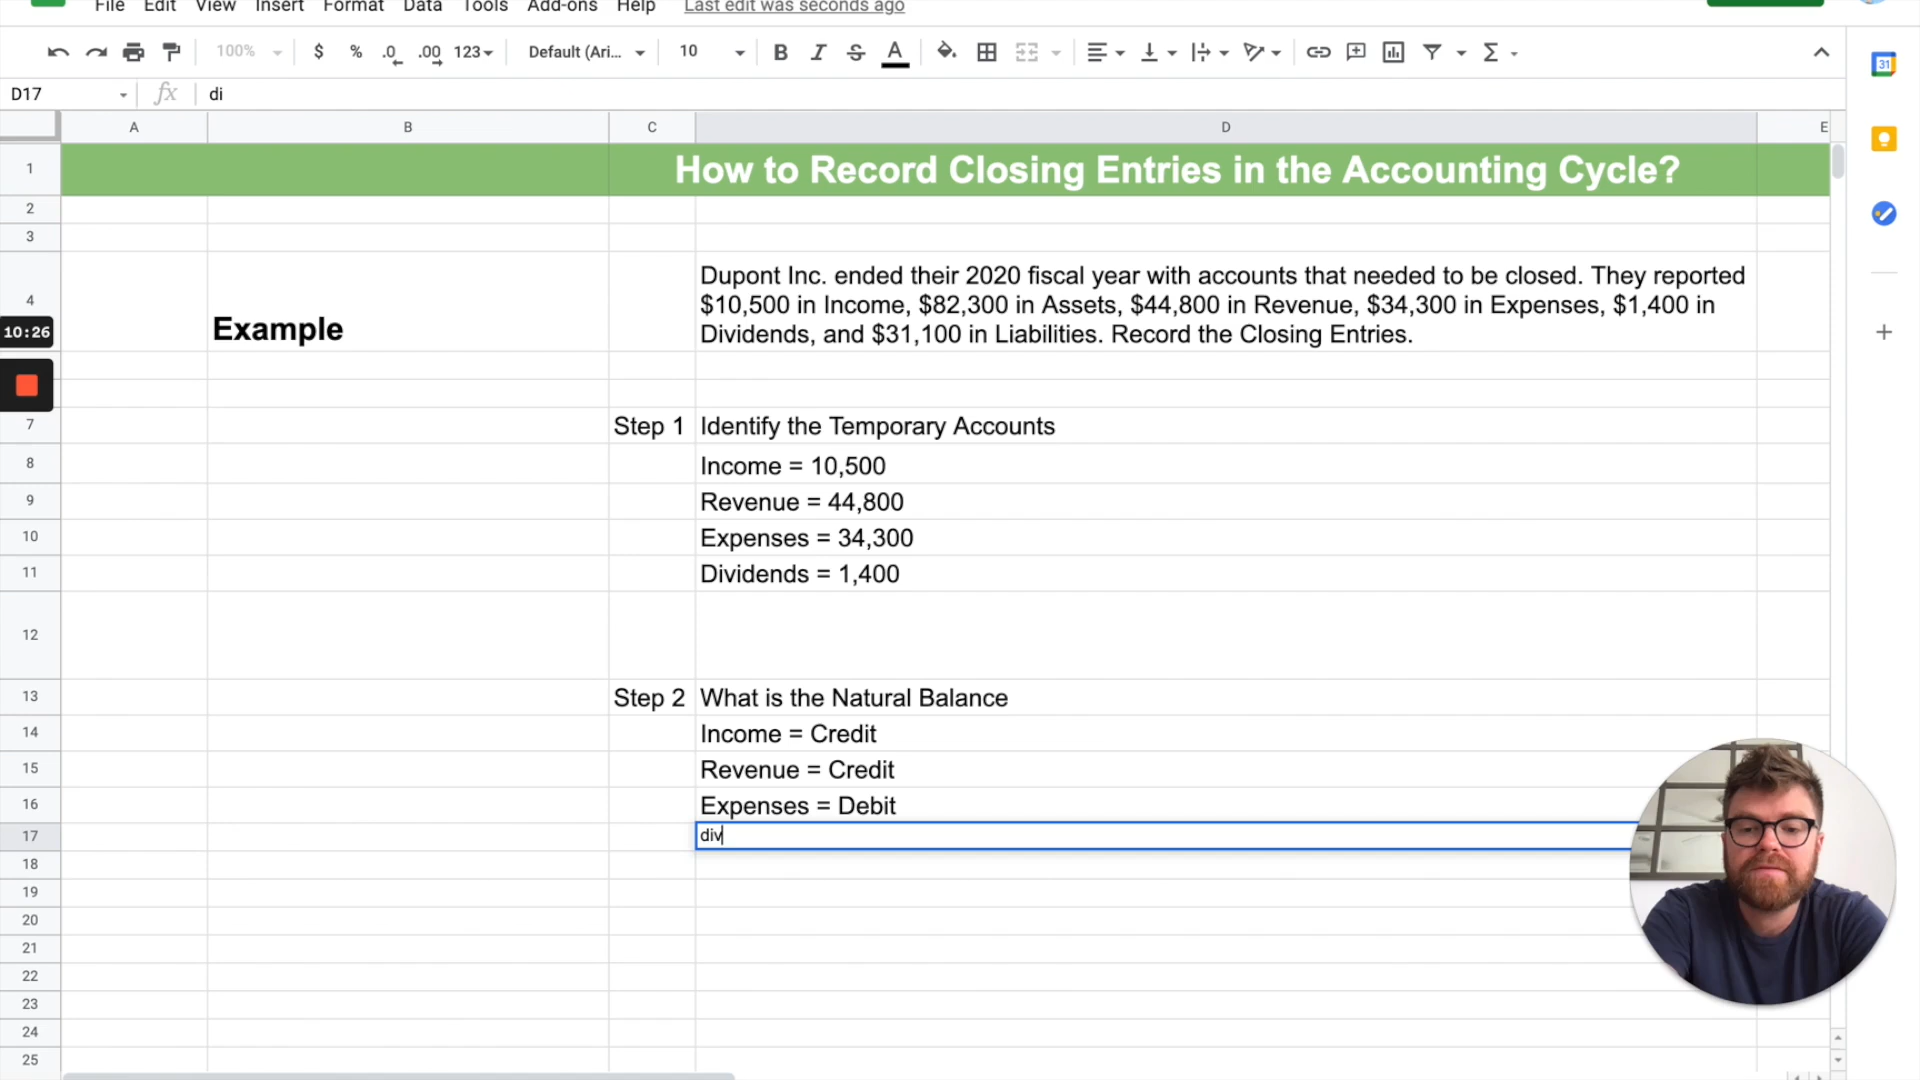 File Edit View Insert Format Data Tools Add-ons Help Last edit was seconds ago
100% $ % .0 .00 123 Default (Ari... 10 B I S A Σ 31
D17 fx di
A B C D E
1 How to Record Closing Entries in the Accounting Cycle?
2
3
4 Example Dupont Inc. ended their 2020 fiscal year with accounts that needed to be closed. They reported
$10,500 in Income, $82,300 in Assets, $44,800 in Revenue, $34,300 in Expenses, $1,400 in
Dividends, and $31,100 in Liabilities. Record the Closing Entries.
10:26
7 Step 1 Identify the Temporary Accounts
8 Income = 10,500
9 Revenue = 44,800
10 Expenses = 34,300
11 Dividends = 1,400
12
13 Step 2 What is the Natural Balance
14 Income = Credit
15 Revenue = Credit
16 Expenses = Debit
17 div
18
19
20
21
22
23
24
25